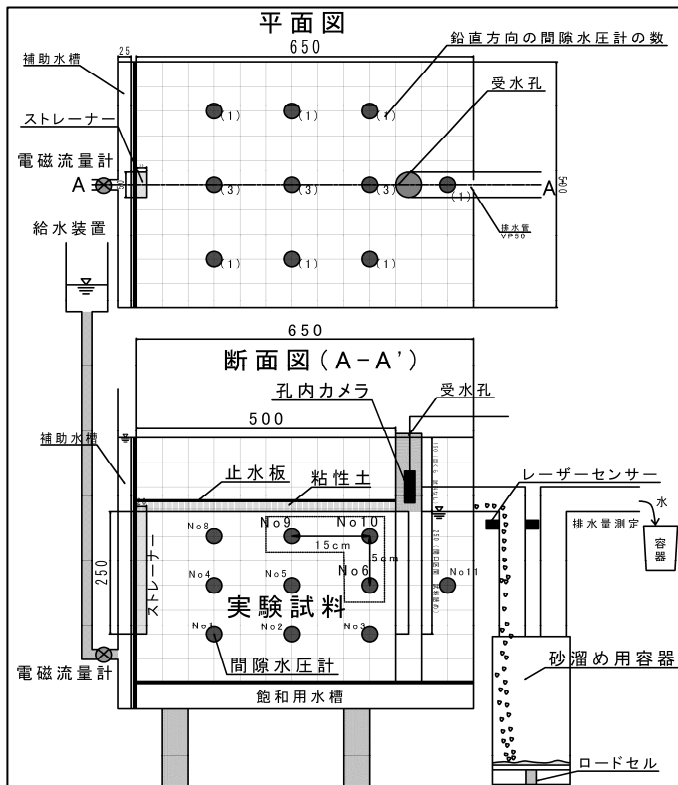 平面図
25
650
鉛直方向の間隙水圧計の数
補助水槽
受水孔
(1)
(1)
(1)
ストレーナー
電磁流量計
A
(3)
(3)
(3)
(1)
A
500
排水管
VP50
給水装置
(1)
(1)
(1)
650
断面図(A-A')
孔内カメラ
受水孔
500
補助水槽
止水板
粘性土
レーザーセンサー
水
排水量測定
容器
No8
No9
No10
15cm
5cm
250
ストレーナー
No4
No5
No6
No11
実験試料
No1
No2
No3
間隙水圧計
砂溜め用容器
電磁流量計
飽和用水槽
ロードセル